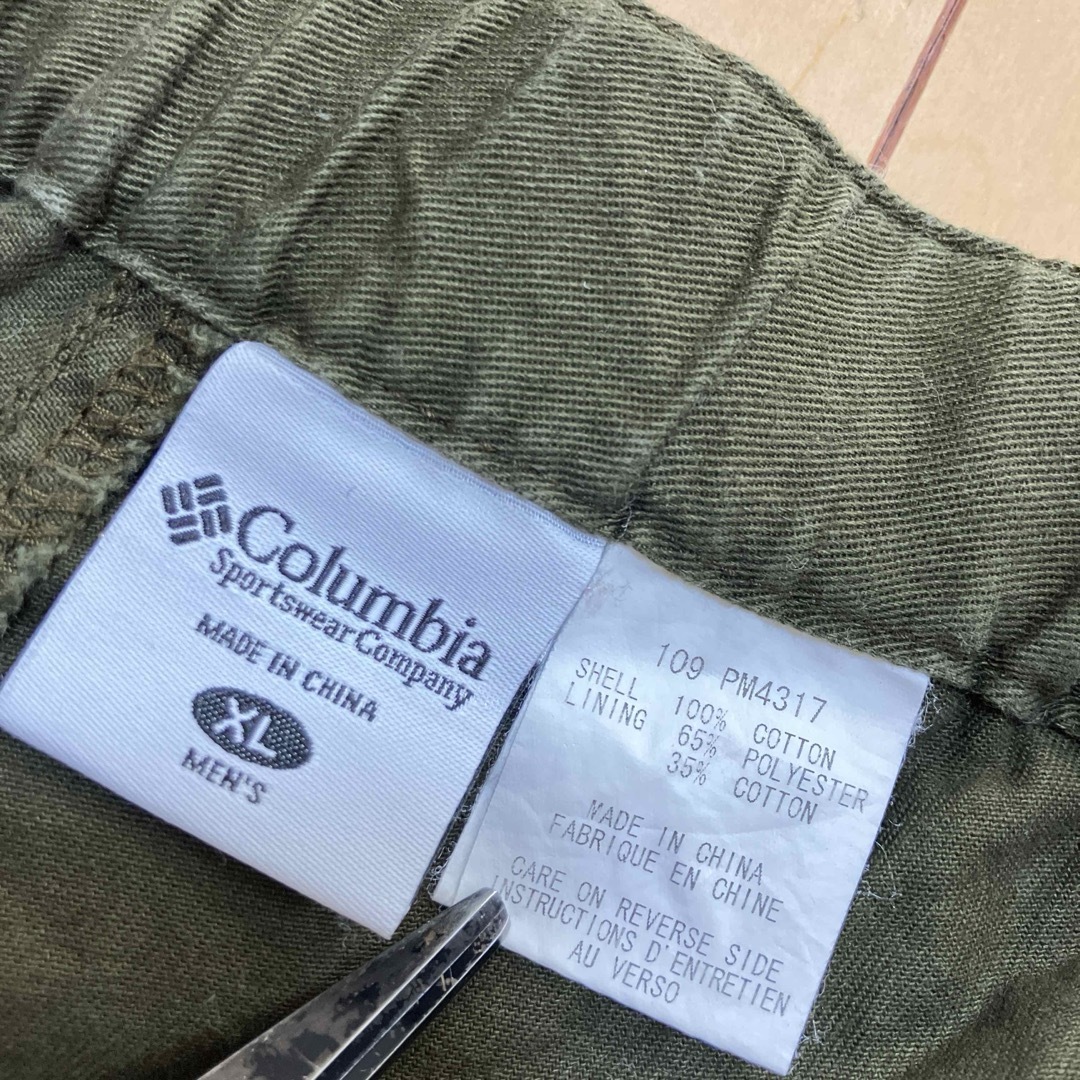 Columbia
Sportswear Company
MADE IN CHINA
XL
MEN'S
109 PM4317
SHELL 100% COTTON
LINING 65% POLYESTER
35% COTTON
MADE IN CHINA
FABRIQUE EN CHINE
CARE ON REVERSE SIDE
INSTRUCTIONS D'ENTRETIEN
AU VERSO